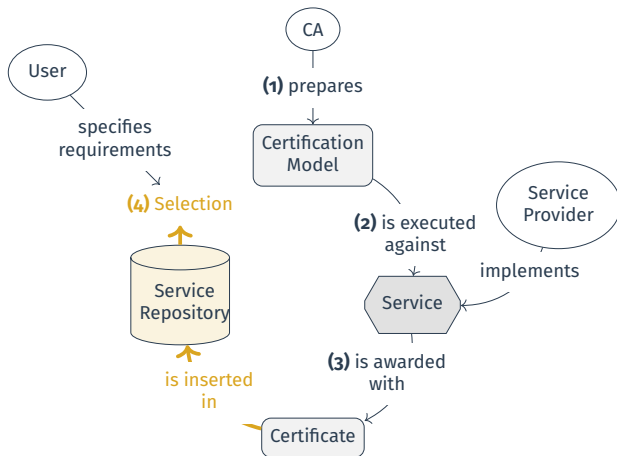 CA
User
(1) prepares
specifies
requirements
Certification
Model
(4) Selection
(2) is executed
against
Service
Provider
implements
Service
Repository
Service
(3) is awarded
with
is inserted
in
Certificate